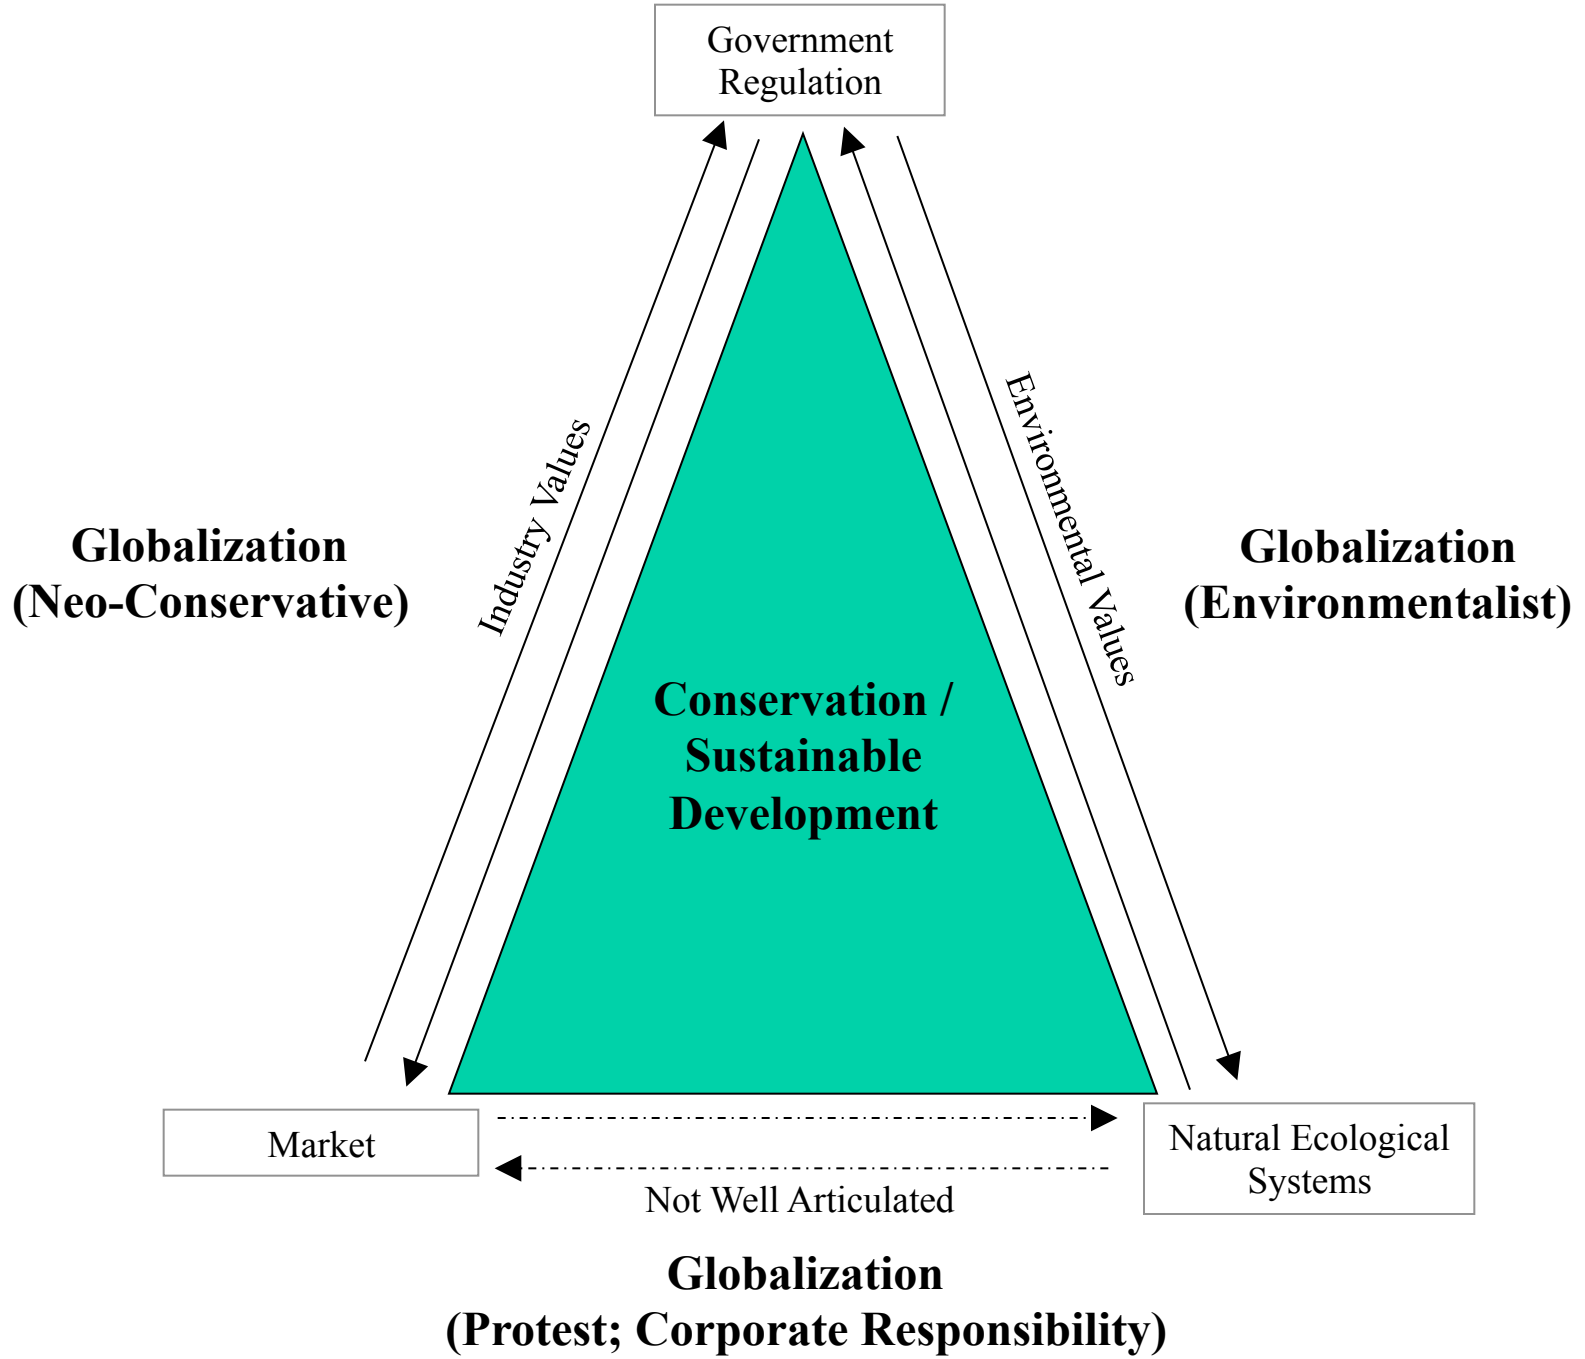 Government
Regulation
Industry Values
Environmental Values
Globalization
(Neo-Conservative)
Globalization
(Environmentalist)
Conservation /
Sustainable
Development
Market
Natural Ecological
Systems
Not Well Articulated
Globalization
(Protest; Corporate Responsibility)